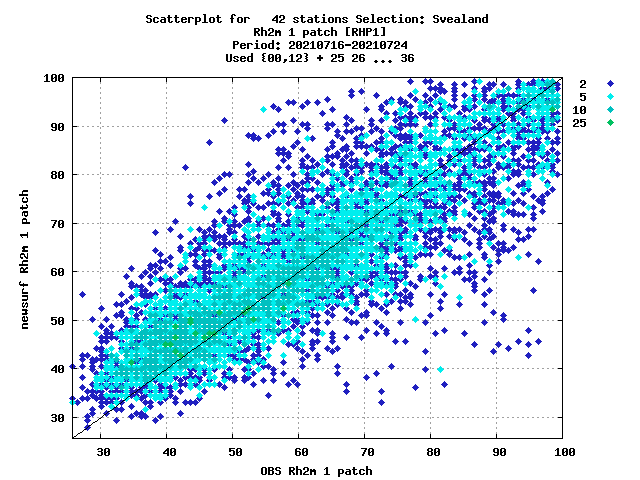 Scatterplot for 42 stations Selection: Svealand
Rh2m 1 patch [RHP1]
Period: 20210716-20210724
Used {00,12} + 25 26 ... 36
100
90
80
70
60
50
40
30
newsurf Rh2m 1 patch
30 40 50 60 70 80 90 100
OBS Rh2m 1 patch
2
5
10
25